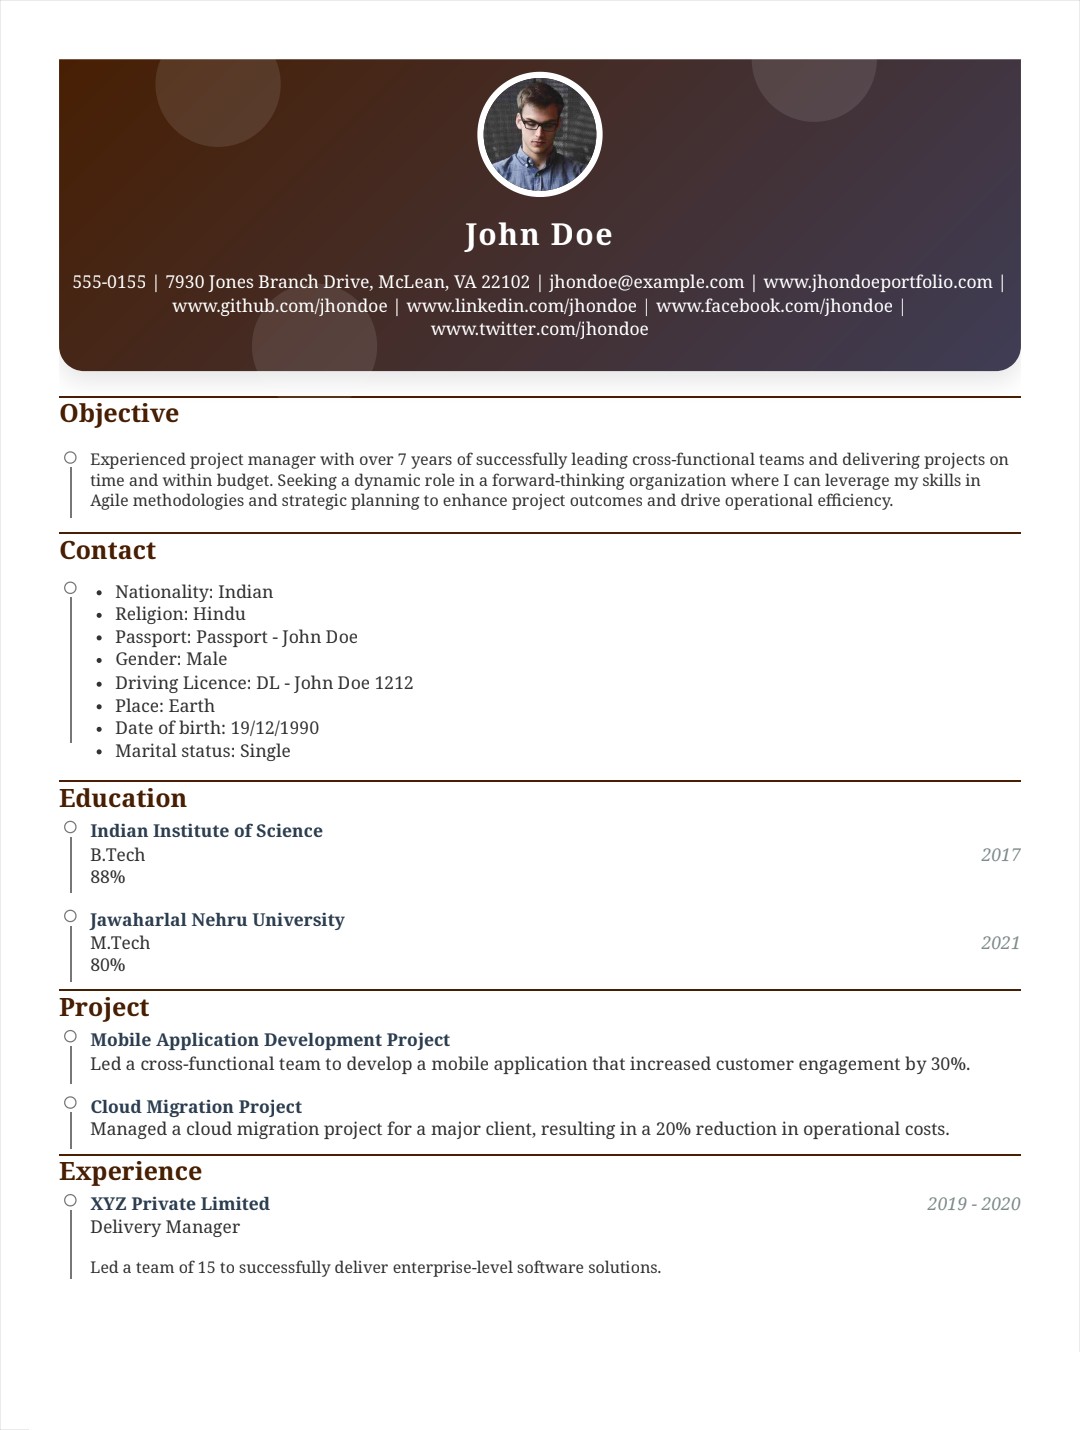 John Doe
555-0155 | 7930 Jones Branch Drive, McLean, VA 22102 | jhondoe@example.com | www.jhondoeportfolio.com |
www.github.com/jhondoe | www.linkedin.com/jhondoe | www.facebook.com/jhondoe |
www.twitter.com/jhondoe
Objective
Experienced project manager with over 7 years of successfully leading cross-functional teams and delivering projects on
time and within budget. Seeking a dynamic role in a forward-thinking organization where I can leverage my skills in
Agile methodologies and strategic planning to enhance project outcomes and drive operational efficiency.
Contact
• Nationality: Indian
• Religion: Hindu
• Passport: Passport - John Doe
• Gender: Male
• Driving Licence: DL - John Doe 1212
• Place: Earth
• Date of birth: 19/12/1990
• Marital status: Single
Education
Indian Institute of Science
B.Tech 2017
88%
Jawaharlal Nehru University
M.Tech 2021
80%
Project
Mobile Application Development Project
Led a cross-functional team to develop a mobile application that increased customer engagement by 30%.
Cloud Migration Project
Managed a cloud migration project for a major client, resulting in a 20% reduction in operational costs.
Experience
XYZ Private Limited 2019 - 2020
Delivery Manager
Led a team of 15 to successfully deliver enterprise-level software solutions.